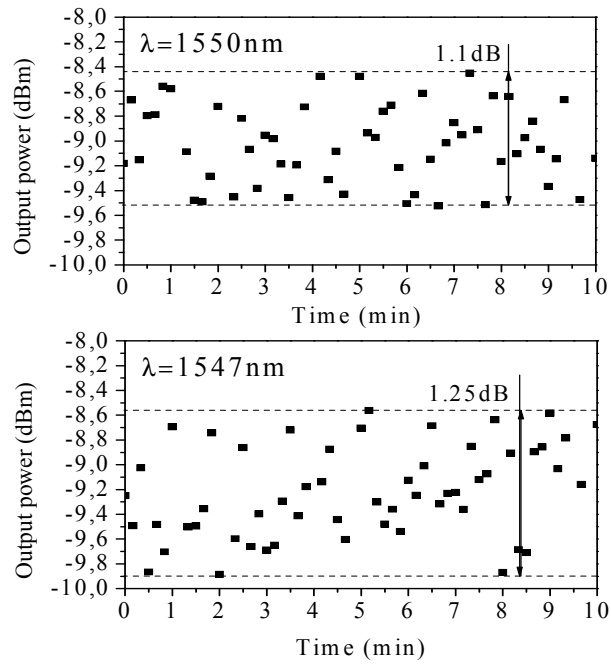 -8,0
-8,2
-8,4
-8,6
-8,8
-9,0
-9,2
-9,4
-9,6
-9,8
-10,0
Output power (dBm)
λ=1550nm
1.1dB
0 1 2 3 4 5 6 7 8 9 10
Time (min)
-8,0
-8,2
-8,4
-8,6
-8,8
-9,0
-9,2
-9,4
-9,6
-9,8
-10,0
Output power (dBm)
λ=1547nm
1.25dB
0 1 2 3 4 5 6 7 8 9 10
Time (min)